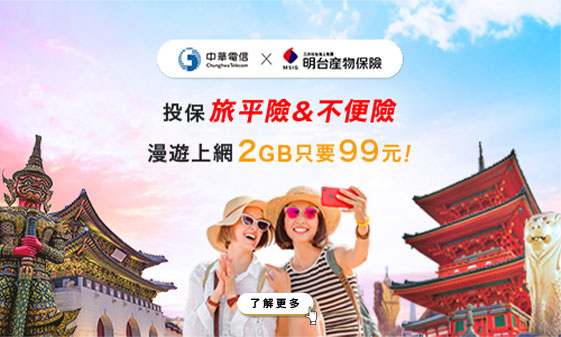 中華電信
Chunghwa Telecom
×
MSIG
明台產物保險
投保 旅平險&不便險
漫遊上網 2GB只要99元!
了解更多